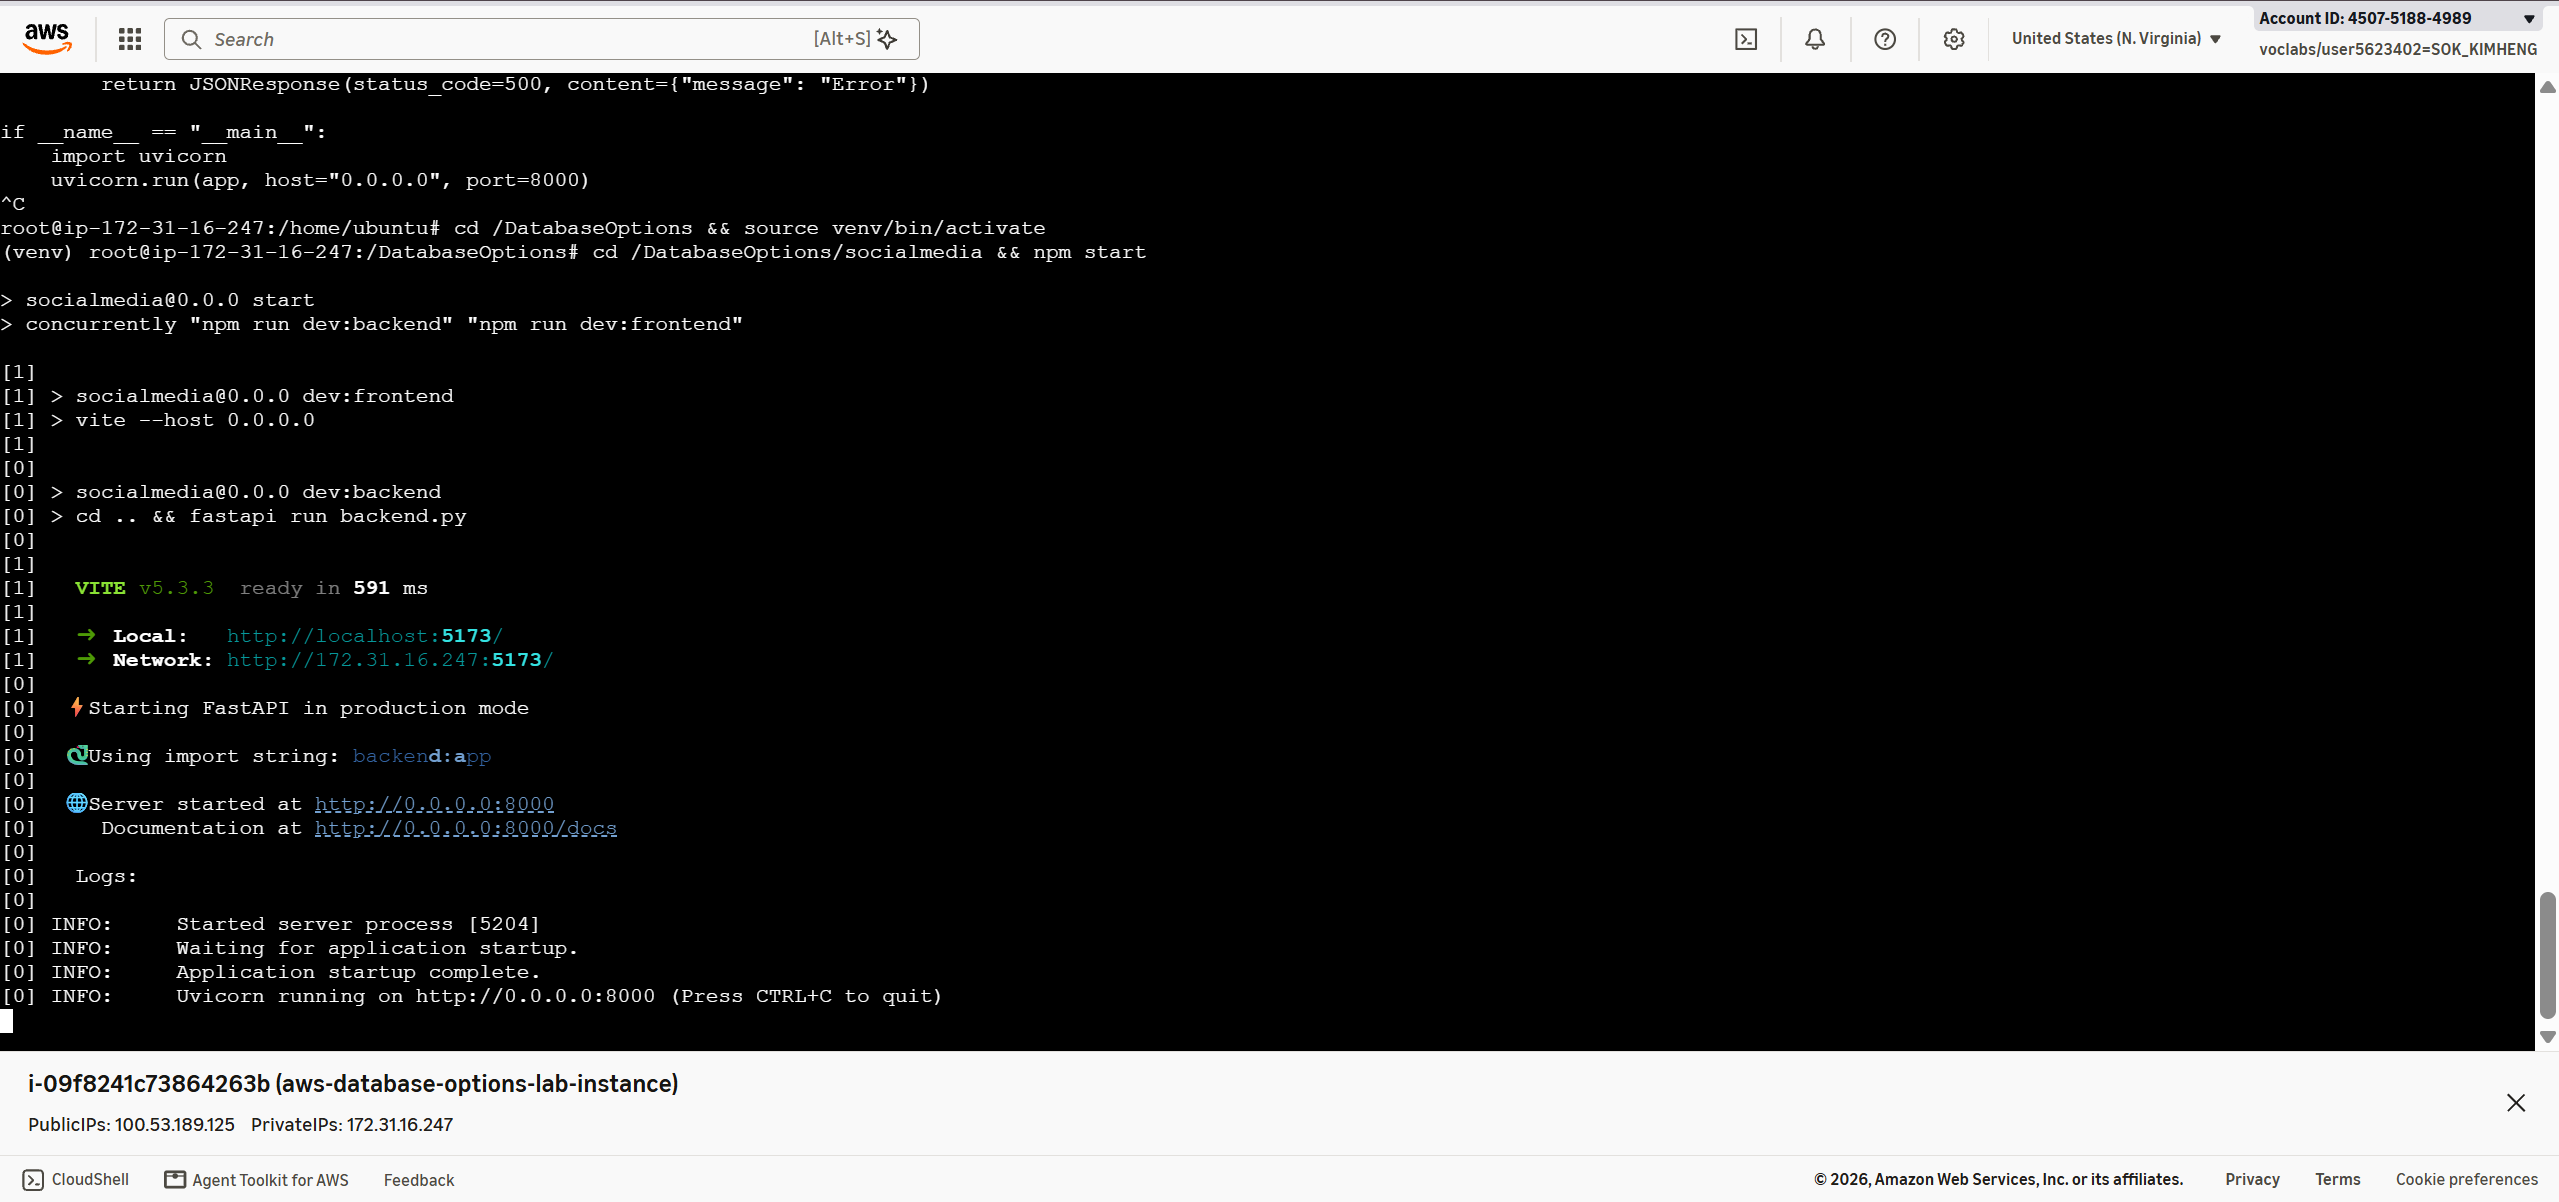 aws
Search
[Alt+S]
United States (N. Virginia)
Account ID: 4507-5188-4989
voclabs/user5623402=SOK_KIMHENG
        return JSONResponse(status_code=500, content={"message": "Error"})
if __name__ == "__main__":
    import uvicorn
    uvicorn.run(app, host="0.0.0.0", port=8000)
^C
root@ip-172-31-16-247:/home/ubuntu# cd /DatabaseOptions && source venv/bin/activate
(venv) root@ip-172-31-16-247:/DatabaseOptions# cd /DatabaseOptions/socialmedia && npm start
> socialmedia@0.0.0 start
> concurrently "npm run dev:backend" "npm run dev:frontend"
[1]
[1] > socialmedia@0.0.0 dev:frontend
[1] > vite --host 0.0.0.0
[1]
[0]
[0] > socialmedia@0.0.0 dev:backend
[0] > cd .. && fastapi run backend.py
[0]
[1]
[1]   VITE v5.3.3  ready in 591 ms
[1]
[1]   ➜ Local:   http://localhost:5173/
[1]   ➜ Network: http://172.31.16.247:5173/
[0]
[0]   ⚡Starting FastAPI in production mode
[0]
[0]   🐍Using import string: backend:app
[0]
[0]   🌐Server started at http://0.0.0.0:8000
[0]     Documentation at http://0.0.0.0:8000/docs
[0]
[0]   Logs:
[0]
[0] INFO:     Started server process [5204]
[0] INFO:     Waiting for application startup.
[0] INFO:     Application startup complete.
[0] INFO:     Uvicorn running on http://0.0.0.0:8000 (Press CTRL+C to quit)
i-09f8241c73864263b (aws-database-options-lab-instance)
PublicIPs: 100.53.189.125   PrivateIPs: 172.31.16.247
CloudShell
Agent Toolkit for AWS
Feedback
© 2026, Amazon Web Services, Inc. or its affiliates.
Privacy
Terms
Cookie preferences